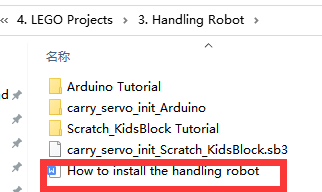 4. LEGO Projects > 3. Handling Robot >
名称
Arduino Tutorial
carry_servo_init_Arduino
Scratch_KidsBlock Tutorial
carry_servo_init_Scratch_KidsBlock.sb3
How to install the handling robot